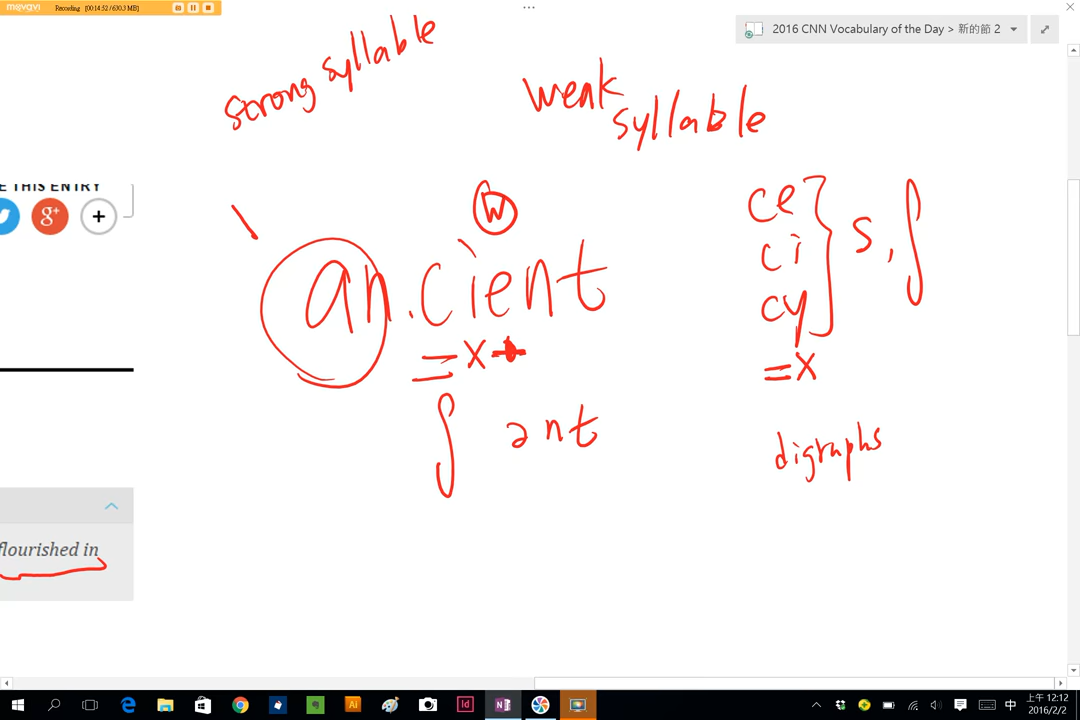 movavi Recording [00:14:52/630.3 MB]
2016 CNN Vocabulary of the Day > 新的節 2
strong syllable
weak
syllable
E THIS ENTRY
g+
W
an.cient
= x
ʃ ənt
ce
ci
cy
s, ʃ
= x
digraphs
flourished in
中
上午 12:12
2016/2/2